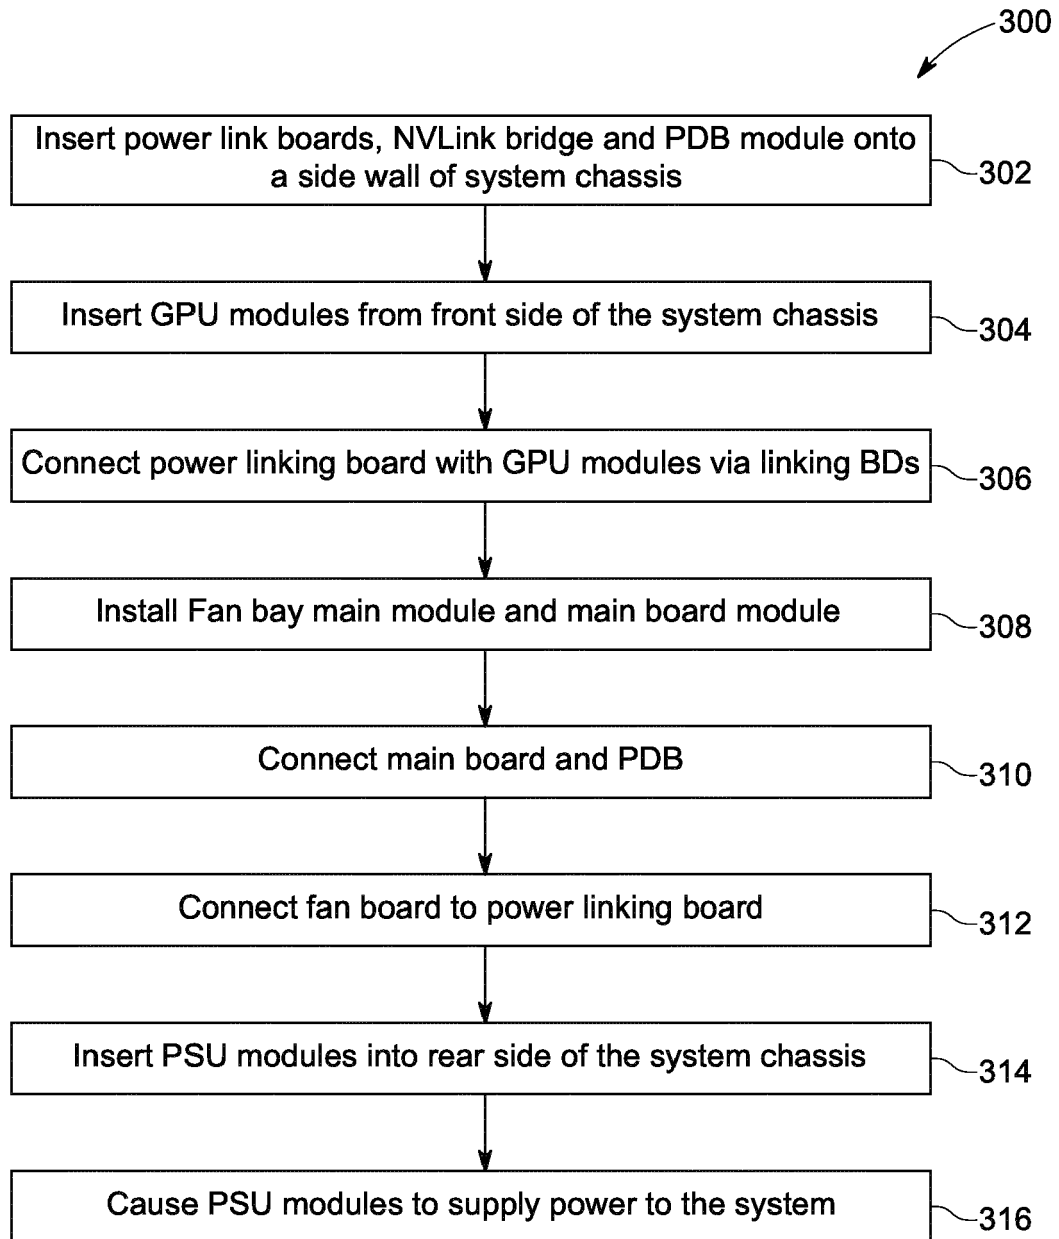 300
Insert power link boards, NVLink bridge and PDB module onto
a side wall of system chassis
302
Insert GPU modules from front side of the system chassis
304
Connect power linking board with GPU modules via linking BDs
306
Install Fan bay main module and main board module
308
Connect main board and PDB
310
Connect fan board to power linking board
312
Insert PSU modules into rear side of the system chassis
314
Cause PSU modules to supply power to the system
316